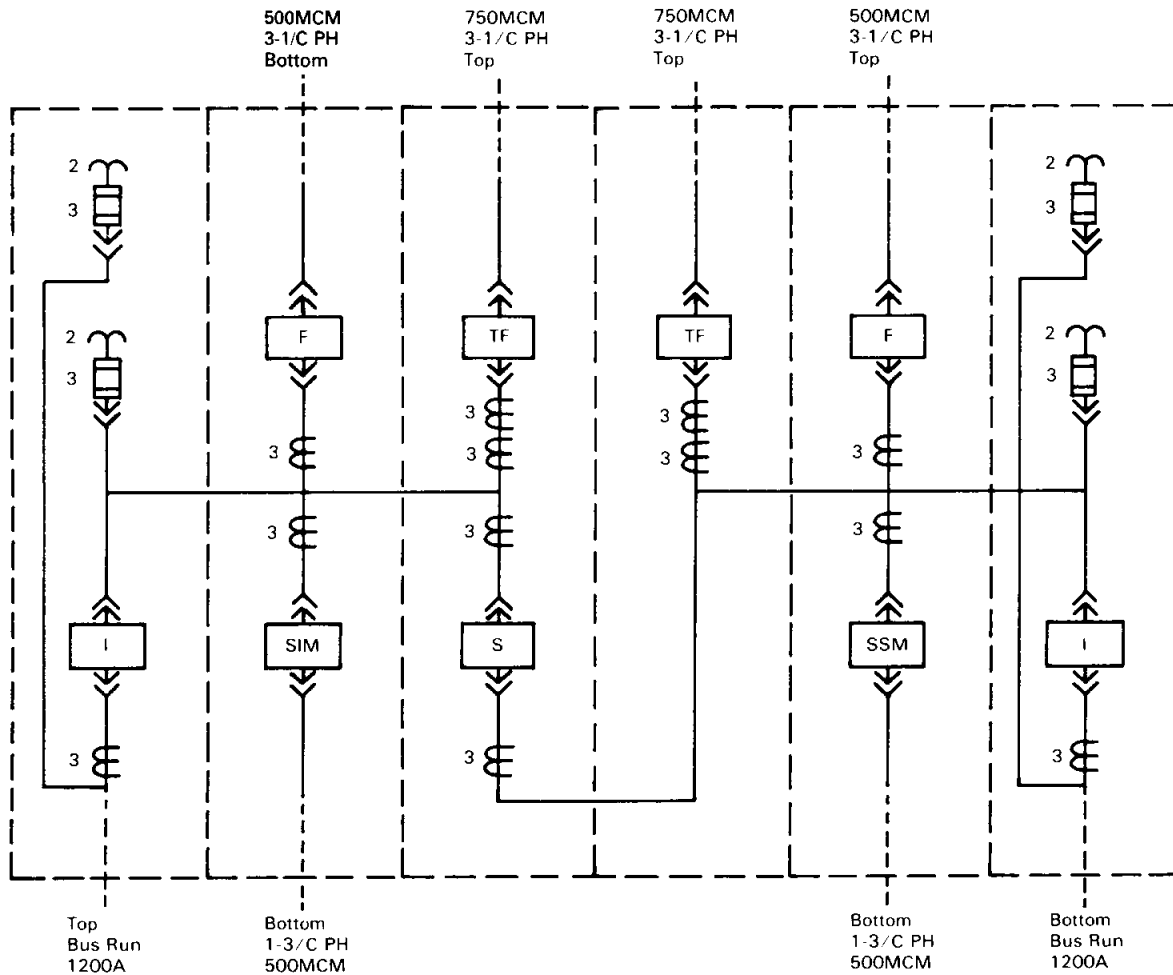 500MCM
3-1/C PH
Bottom
750MCM
3-1/C PH
Top
750MCM
3-1/C PH
Top
500MCM
3-1/C PH
Top
2
3
2
3
2
3
2
3
F
TF
TF
F
3
3
3
3
3
3
3
3
3
I
SIM
S
SSM
I
3
3
3
Top
Bus Run
1200A
Bottom
1-3/C PH
500MCM
Bottom
1-3/C PH
500MCM
Bottom
Bus Run
1200A